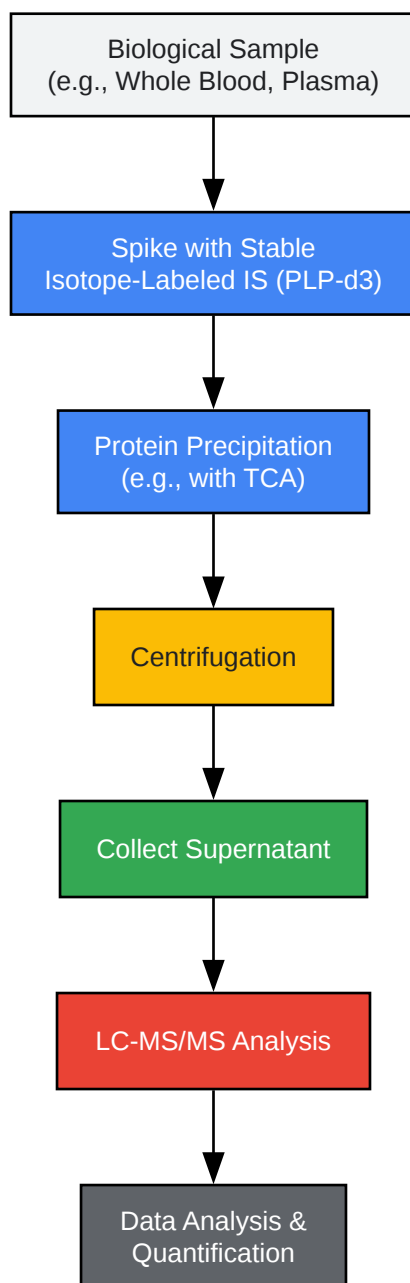 Biological Sample
(e.g., Whole Blood, Plasma)
Spike with Stable
Isotope-Labeled IS (PLP-d3)
Protein Precipitation
(e.g., with TCA)
Centrifugation
Collect Supernatant
LC-MS/MS Analysis
Data Analysis &
Quantification